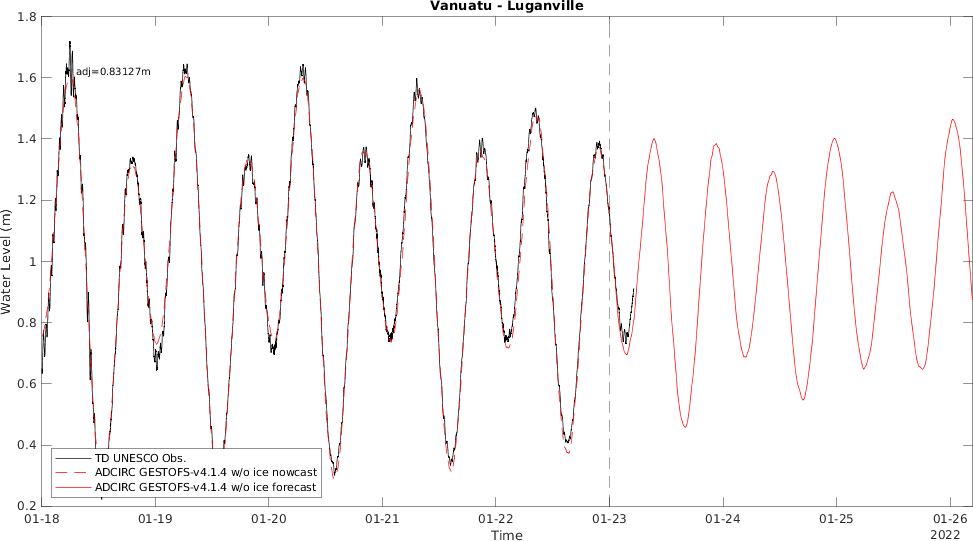 Vanuatu - Luganville
1.8
1.6
1.4
1.2
1
0.8
0.6
0.4
0.2
Water Level (m)
adj=0.83127m
TD UNESCO Obs.
ADCIRC GESTOFS-v4.1.4 w/o ice nowcast
ADCIRC GESTOFS-v4.1.4 w/o ice forecast
01-18 01-19 01-20 01-21 01-22 01-23 01-24 01-25 01-26
Time
2022